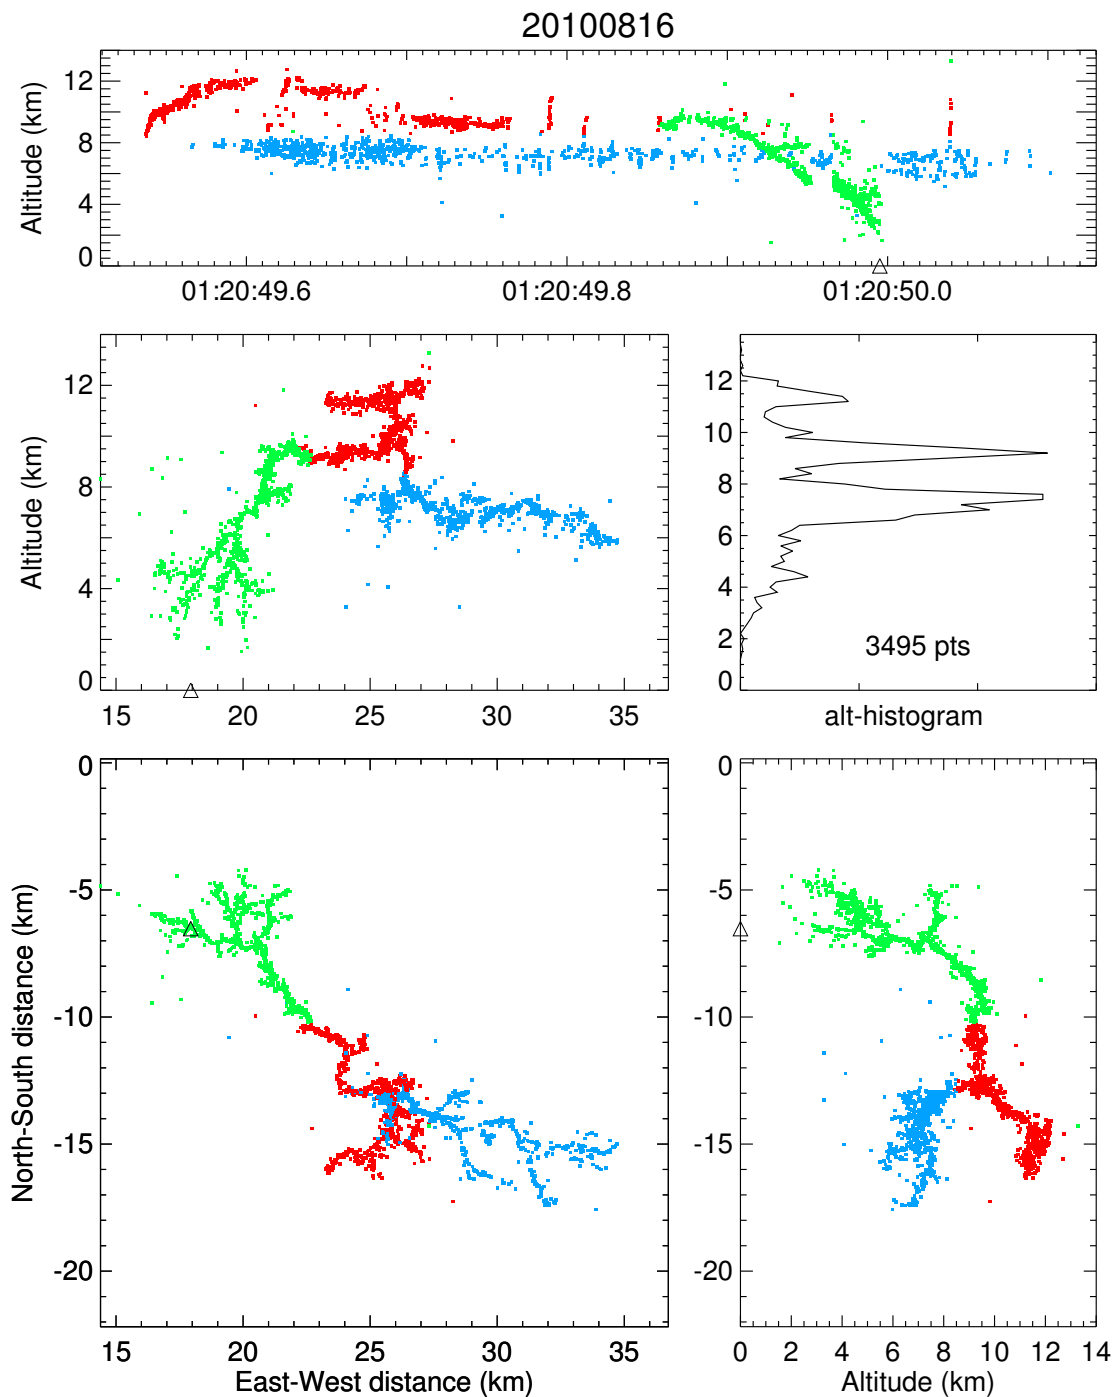 20100816
Altitude (km)
12
8
4
0
01:20:49.6 01:20:49.8 01:20:50.0
Altitude (km)
12
8
4
0
15 20 25 30 35
12
10
8
6
4
2
0
3495 pts
alt-histogram
North-South distance (km)
0
-5
-10
-15
-20
15 20 25 30 35
East-West distance (km)
0
-5
-10
-15
-20
0 2 4 6 8 10 12 14
Altitude (km)